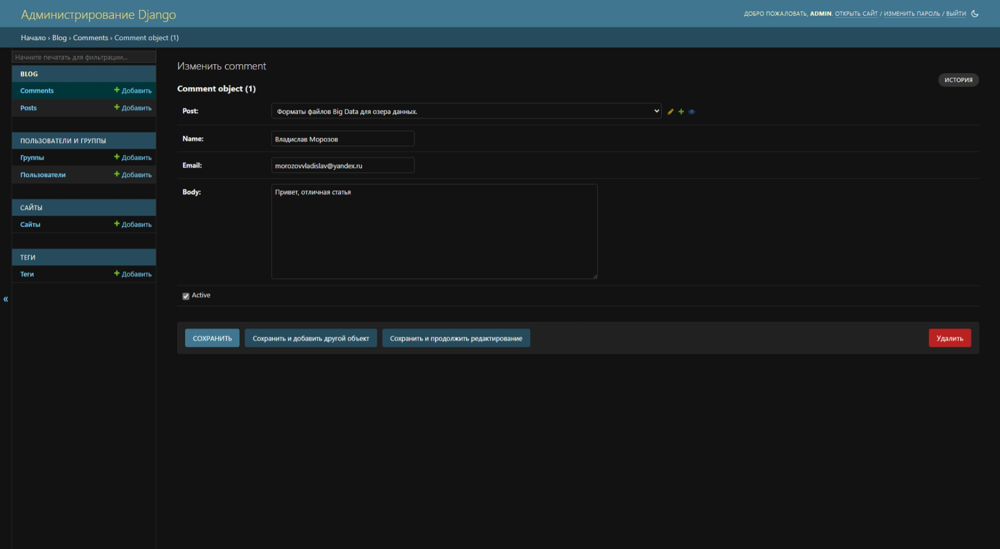 Администрирование Django
ДОБРО ПОЖАЛОВАТЬ, ADMIN. ОТКРЫТЬ САЙТ / ИЗМЕНИТЬ ПАРОЛЬ / ВЫЙТИ
Начало › Blog › Comments › Comment object (1)
Начните печатать для фильтрации...
BLOG
Comments + Добавить
Posts + Добавить
ПОЛЬЗОВАТЕЛИ И ГРУППЫ
Группы + Добавить
Пользователи + Добавить
САЙТЫ
Сайты + Добавить
ТЕГИ
Теги + Добавить
«
Изменить comment
ИСТОРИЯ
Comment object (1)
Post: Форматы файлов Big Data для озера данных.
Name: Владислав Морозов
Email: morozovvladislav@yandex.ru
Body: Привет, отличная статья
Active
СОХРАНИТЬ Сохранить и добавить другой объект Сохранить и продолжить редактирование Удалить